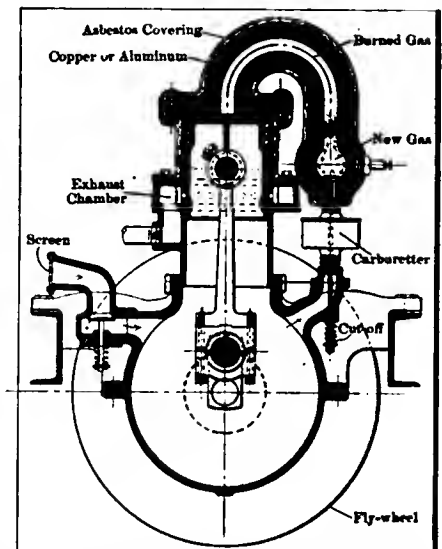 Asbestos Covering
Burned Gas
Copper or Aluminum
New Gas
Exhaust
Chamber
Screen
Carburetter
Cut-off
Fly-wheel